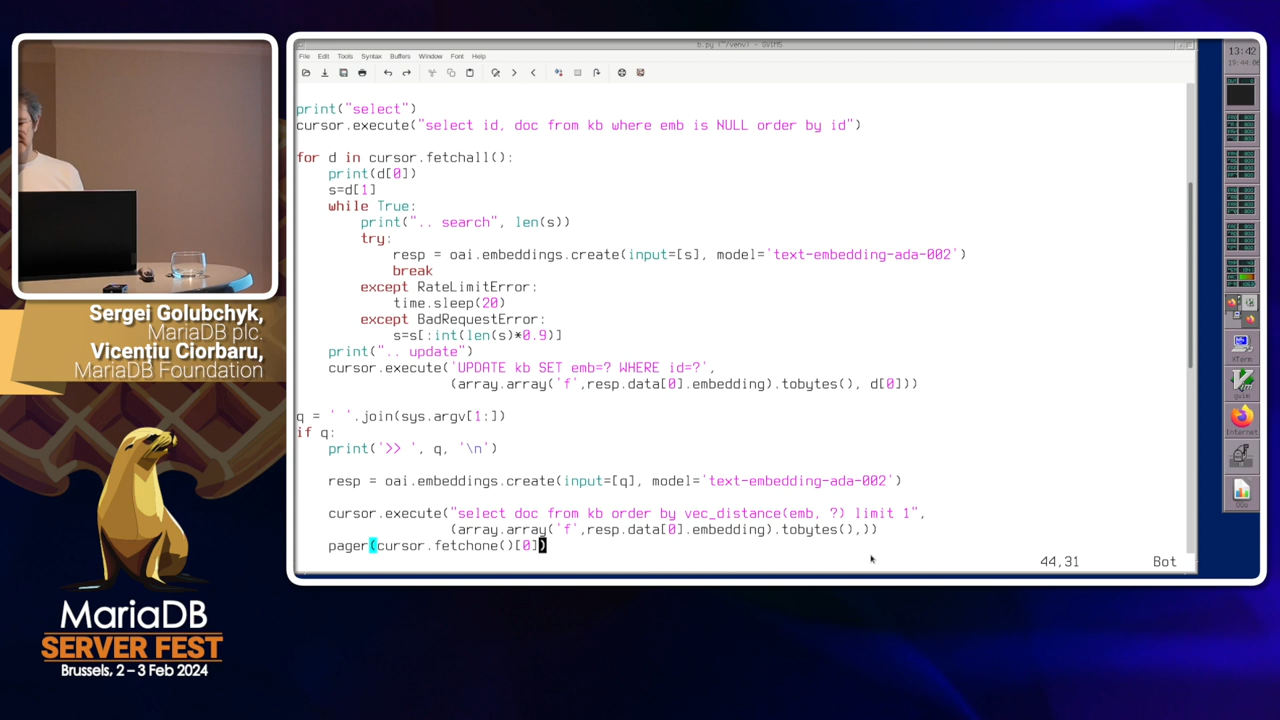 b.py (~/venv) - GVIM5
File Edit Tools Syntax Buffers Window Font Help
print("select")
cursor.execute("select id, doc from kb where emb is NULL order by id")
for d in cursor.fetchall():
print(d[0])
s=d[1]
while True:
print(".. search", len(s))
try:
resp = oai.embeddings.create(input=[s], model='text-embedding-ada-002')
break
except RateLimitError:
time.sleep(20)
except BadRequestError:
s=s[:int(len(s)*0.9)]
print(".. update")
cursor.execute('UPDATE kb SET emb=? WHERE id=?',
(array.array('f',resp.data[0].embedding).tobytes(), d[0]))
q = ' '.join(sys.argv[1:])
if q:
print('>> ', q, '\n')
resp = oai.embeddings.create(input=[q], model='text-embedding-ada-002')
cursor.execute("select doc from kb order by vec_distance(emb, ?) limit 1",
(array.array('f',resp.data[0].embedding).tobytes(),))
pager(cursor.fetchone()[0])
44,31 Bot
13:42
XTerm
gvim
Internet
Sergei Golubchyk,
MariaDB plc.
Vicențiu Ciorbaru,
MariaDB Foundation
MariaDB
SERVER FEST
Brussels, 2 – 3 Feb 2024